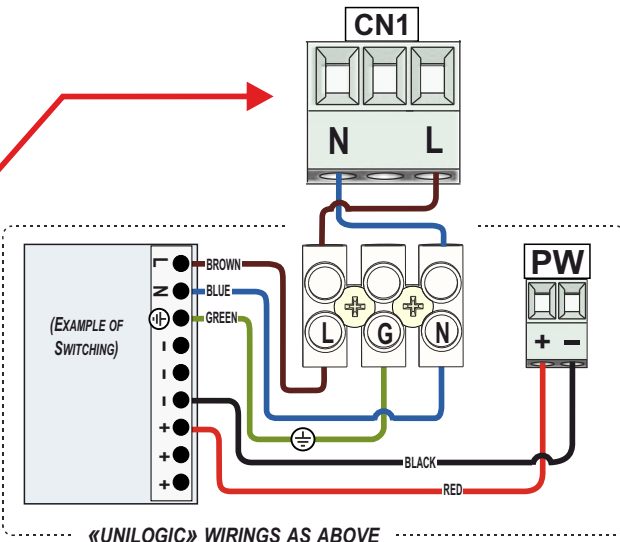 CN1
N L
L
BROWN
N
BLUE
GREEN
(EXAMPLE OF
SWITCHING)
-
-
-
+
+
+
L G N
PW
+ -
BLACK
RED
«UNILOGIC» WIRINGS AS ABOVE